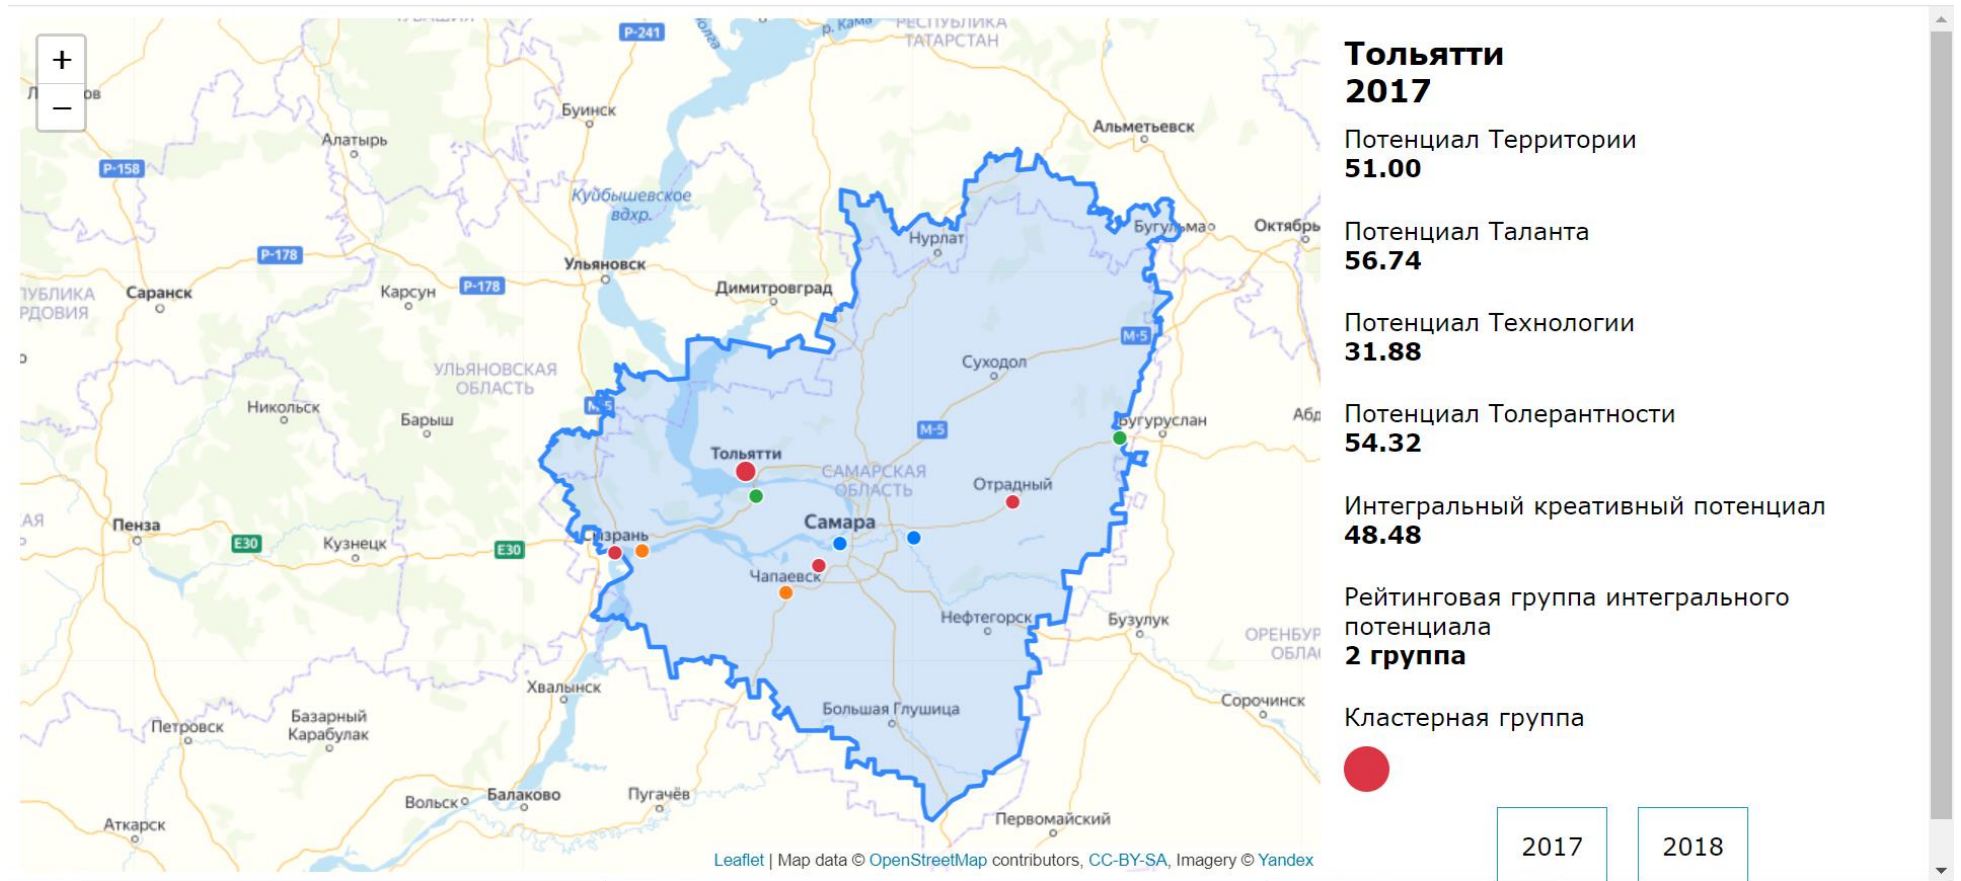 Р-241
р. Кама
РЕСПУБЛИКА
ТАТАРСТАН
+
−
Буинск
Алатырь
Альметьевск
Р-158
Куйбышевское
вдхр.
Нурлат
Бугульма
Октябрь
Р-178
Ульяновск
Саранск
Карсун
Р-178
Димитровград
М-5
УЛЬЯНОВСКАЯ
ОБЛАСТЬ
Суходол
Никольск
Барыш
М-5
М-5
Бугуруслан
Абд
Тольятти
САМАРСКАЯ
ОБЛАСТЬ
Отрадный
Пенза
Самара
Е30
Кузнецк
Е30
Сызрань
Чапаевск
Нефтегорск
Бузулук
ОРЕНБУР
ОБЛА
Хвалынск
Сорочинск
Петровск
Базарный
Карабулак
Большая Глушица
Вольск
Балаково
Пугачёв
Аткарск
Первомайский
Leaflet | Map data © OpenStreetMap contributors, CC-BY-SA, Imagery © Yandex
Тольятти
2017
Потенциал Территории
51.00
Потенциал Таланта
56.74
Потенциал Технологии
31.88
Потенциал Толерантности
54.32
Интегральный креативный потенциал
48.48
Рейтинговая группа интегрального
потенциала
2 группа
Кластерная группа
2017 2018